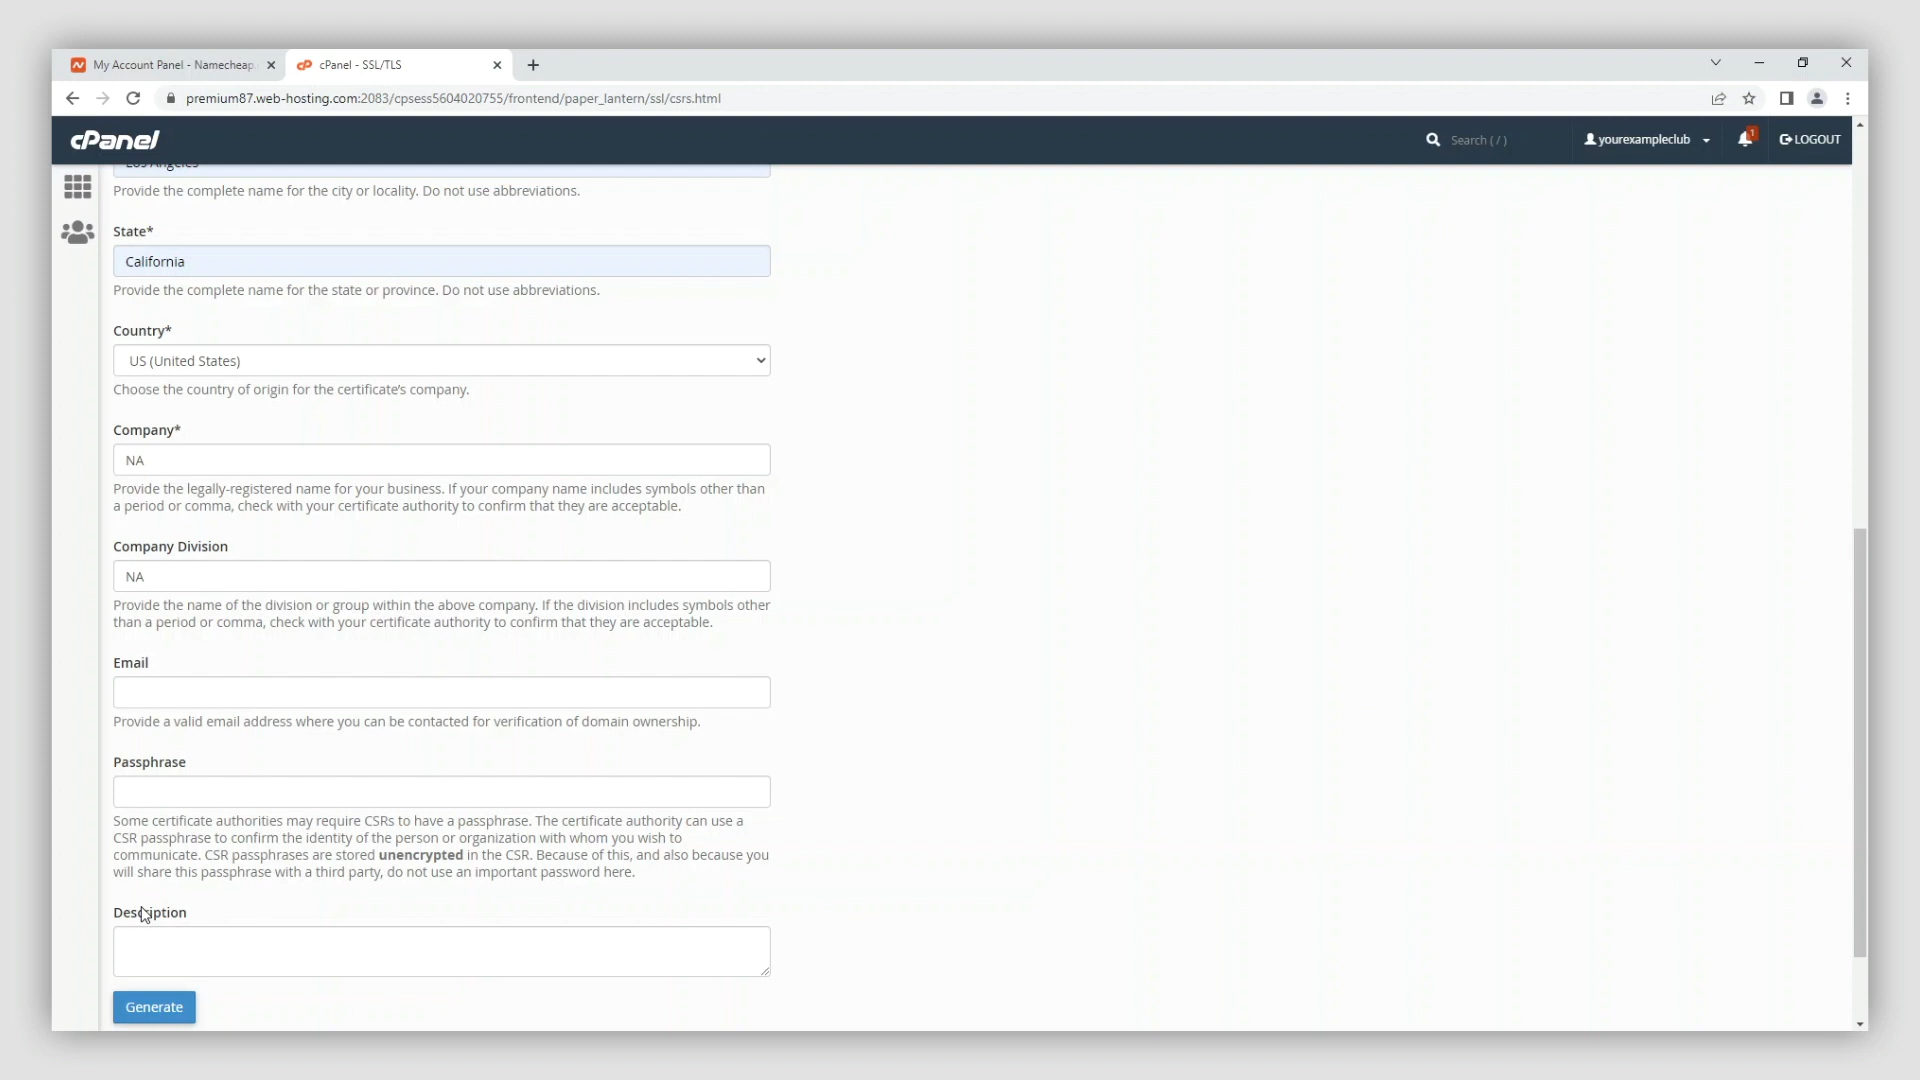 My Account Panel - Namecheap
cPanel - SSL/TLS
premium87.web-hosting.com:2083/cpsess5604020755/frontend/paper_lantern/ssl/csrs.html
cPanel
Search ( / )
yourexampleclub
1
LOGOUT
Los Angeles
Provide the complete name for the city or locality. Do not use abbreviations.
State*
California
Provide the complete name for the state or province. Do not use abbreviations.
Country*
US (United States)
Choose the country of origin for the certificate's company.
Company*
NA
Provide the legally-registered name for your business. If your company name includes symbols other than
a period or comma, check with your certificate authority to confirm that they are acceptable.
Company Division
NA
Provide the name of the division or group within the above company. If the division includes symbols other
than a period or comma, check with your certificate authority to confirm that they are acceptable.
Email
Provide a valid email address where you can be contacted for verification of domain ownership.
Passphrase
Some certificate authorities may require CSRs to have a passphrase. The certificate authority can use a
CSR passphrase to confirm the identity of the person or organization with whom you wish to
communicate. CSR passphrases are stored unencrypted in the CSR. Because of this, and also because you
will share this passphrase with a third party, do not use an important password here.
Description
Generate